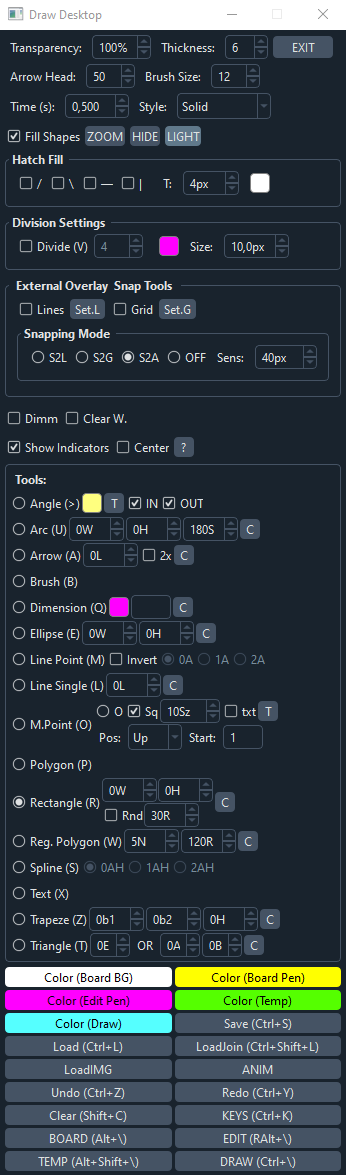 Draw Desktop
Transparency: 100% Thickness: 6 EXIT
Arrow Head: 50 Brush Size: 12
Time (s): 0,500 Style: Solid
Fill Shapes ZOOM HIDE LIGHT
Hatch Fill
/ \ — | T: 4px
Division Settings
Divide (V) 4 Size: 10,0px
External Overlay Snap Tools
Lines Set.L Grid Set.G
Snapping Mode
S2L S2G S2A OFF Sens: 40px
Dimm Clear W.
Show Indicators Center ?
Tools:
Angle (>) T IN OUT
Arc (U) 0W 0H 180S C
Arrow (A) 0L 2x C
Brush (B)
Dimension (Q) C
Ellipse (E) 0W 0H C
Line Point (M) Invert 0A 1A 2A
Line Single (L) 0L C
M.Point (O) O Sq 10Sz txt T
Pos: Up Start: 1
Polygon (P)
Rectangle (R) 0W 0H C
Rnd 30R
Reg. Polygon (W) 5N 120R C
Spline (S) 0AH 1AH 2AH
Text (X)
Trapeze (Z) 0b1 0b2 0H C
Triangle (T) 0E OR 0A 0B C
Color (Board BG) Color (Board Pen)
Color (Edit Pen) Color (Temp)
Color (Draw) Save (Ctrl+S)
Load (Ctrl+L) LoadJoin (Ctrl+Shift+L)
LoadIMG ANIM
Undo (Ctrl+Z) Redo (Ctrl+Y)
Clear (Shift+C) KEYS (Ctrl+K)
BOARD (Alt+\) EDIT (RAlt+\)
TEMP (Alt+Shift+\) DRAW (Ctrl+\)